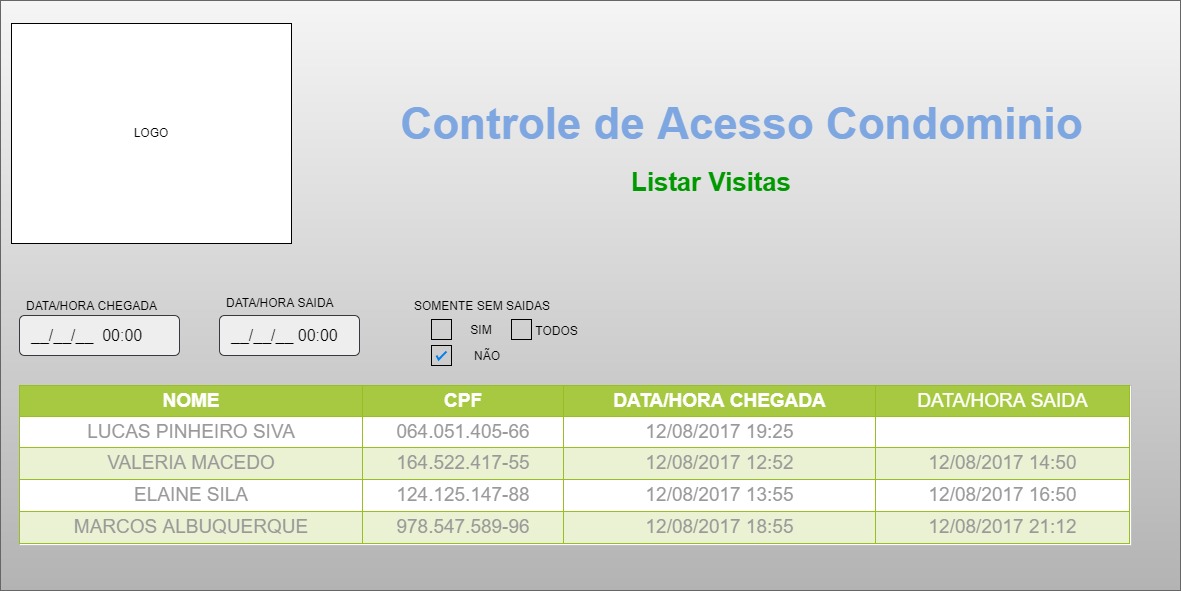 LOGO
Controle de Acesso Condominio
Listar Visitas
DATA/HORA CHEGADA
__/__/__ 00:00
DATA/HORA SAIDA
__/__/__ 00:00
SOMENTE SEM SAIDAS
SIM TODOS
NÃO
NOME CPF DATA/HORA CHEGADA DATA/HORA SAIDA
LUCAS PINHEIRO SIVA 064.051.405-66 12/08/2017 19:25
VALERIA MACEDO 164.522.417-55 12/08/2017 12:52 12/08/2017 14:50
ELAINE SILA 124.125.147-88 12/08/2017 13:55 12/08/2017 16:50
MARCOS ALBUQUERQUE 978.547.589-96 12/08/2017 18:55 12/08/2017 21:12